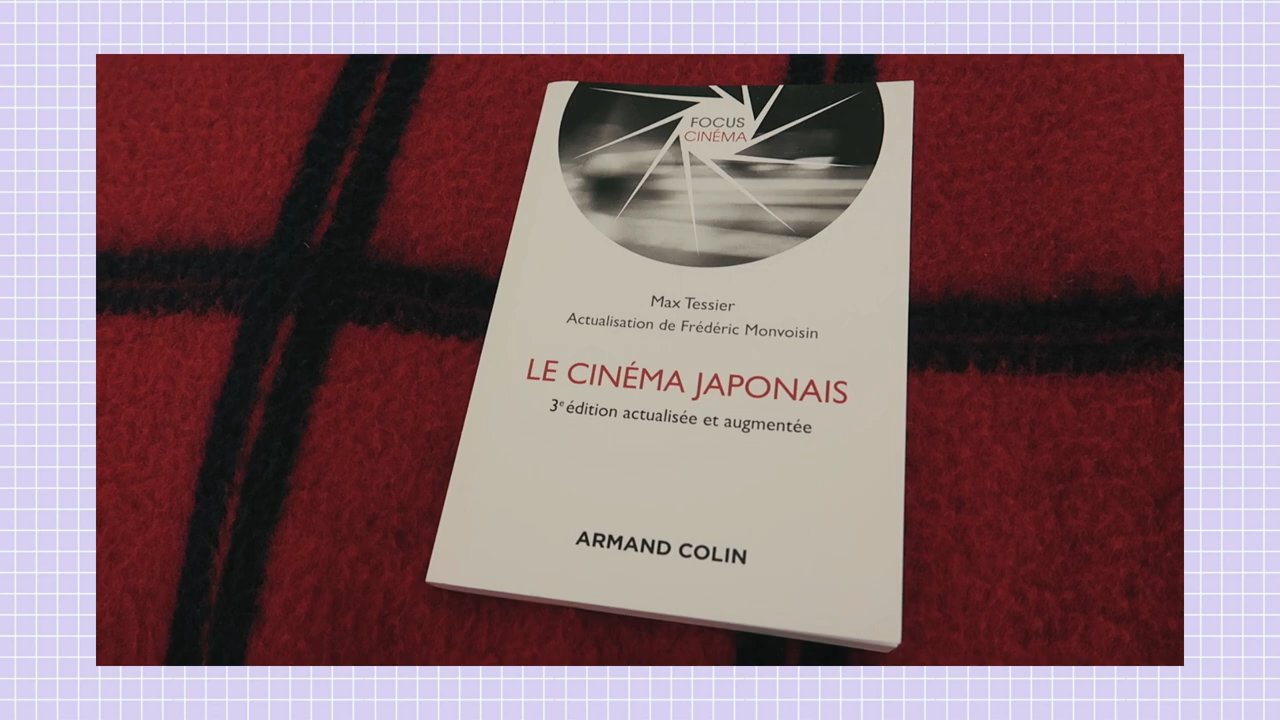 FOCUS
CINÉMA
Max Tessier
Actualisation de Frédéric Monvoisin
LE CINÉMA JAPONAIS
3e édition actualisée et augmentée
ARMAND COLIN